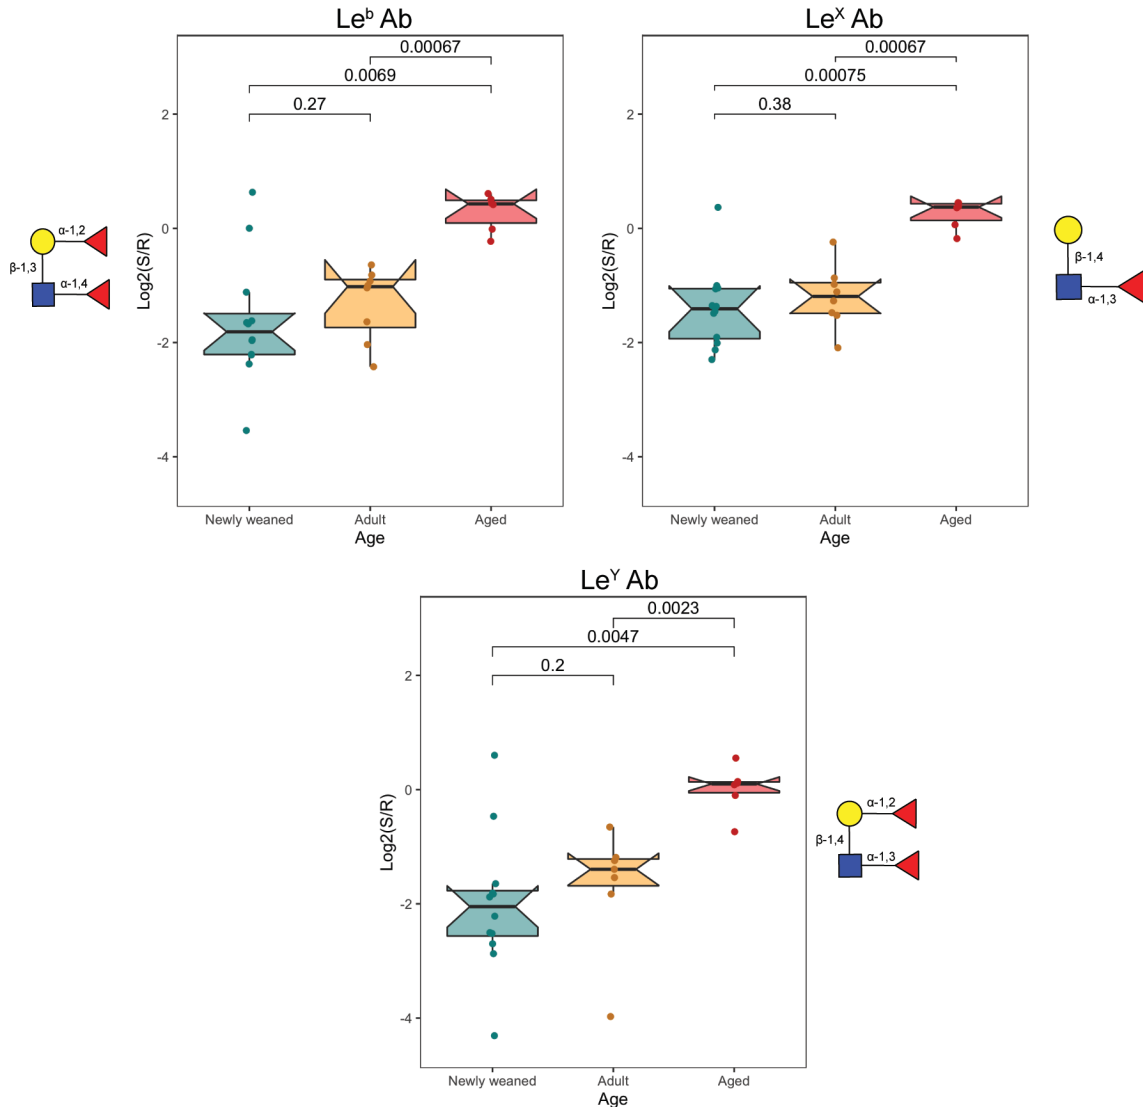 Leᵇ Ab
0.00067
0.0069
0.27
2
0
-2
-4
Log2(S/R)
Newly weaned
Adult
Aged
Age
α-1,2
β-1,3
α-1,4
Leˣ Ab
0.00067
0.00075
0.38
2
0
-2
-4
Log2(S/R)
Newly weaned
Adult
Aged
Age
β-1,4
α-1,3
Leʸ Ab
0.0023
0.0047
0.2
2
0
-2
-4
Log2(S/R)
Newly weaned
Adult
Aged
Age
α-1,2
β-1,4
α-1,3